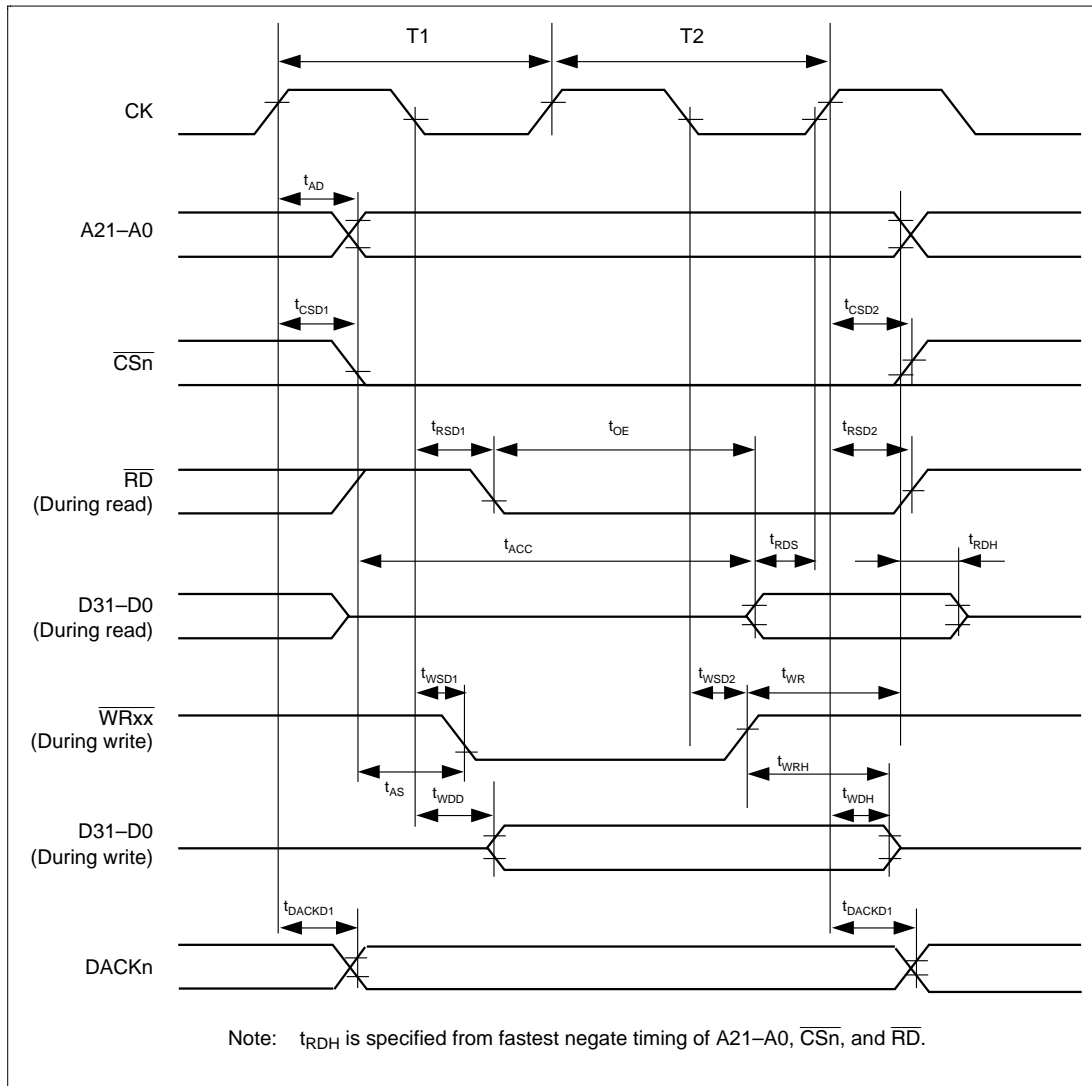 T1 T2
CK
tAD
A21–A0
tCSD1 tCSD2
CSn
tRSD1 tOE tRSD2
RD
(During read)
tACC tRDS tRDH
D31–D0
(During read)
tWSD1 tWSD2 tWR
WRxx
(During write)
tWRH
tAS tWDD tWDH
D31–D0
(During write)
tDACKD1 tDACKD1
DACKn
Note: tRDH is specified from fastest negate timing of A21–A0, CSn, and RD.